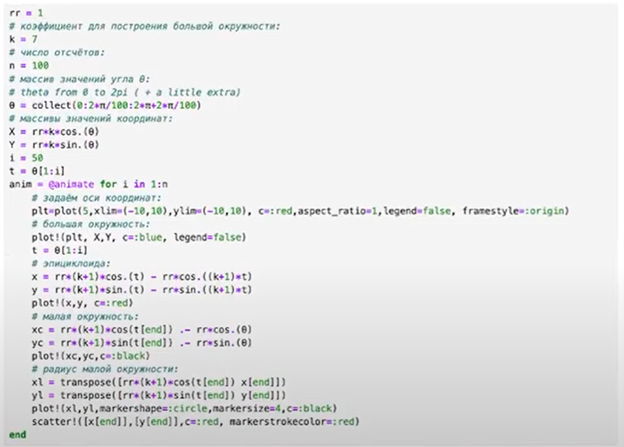 rr = 1
# коэффициент для построения большой окружности:
k = 7
# число отсчётов:
n = 100
# массив значений угла θ:
# theta from 0 to 2pi ( + a little extra)
θ = collect(0:2*π/100:2*π+2*π/100)
# массивы значений координат:
X = rr*k*cos.(θ)
Y = rr*k*sin.(θ)
i = 50
t = θ[1:i]
anim = @animate for i in 1:n
    # задаём оси координат:
    plt=plot(5,xlim=(-10,10),ylim=(-10,10), c=:red,aspect_ratio=1,legend=false, framestyle=:origin)
    # большая окружность:
    plot!(plt, X,Y, c=:blue, legend=false)
    t = θ[1:i]
    # эпициклоида:
    x = rr*(k+1)*cos.(t) - rr*cos.((k+1)*t)
    y = rr*(k+1)*sin.(t) - rr*sin.((k+1)*t)
    plot!(x,y, c=:red)
    # малая окружность:
    xc = rr*(k+1)*cos(t[end]) .- rr*cos.(θ)
    yc = rr*(k+1)*sin(t[end]) .- rr*sin.(θ)
    plot!(xc,yc,c=:black)
    # радиус малой окружности:
    xl = transpose([rr*(k+1)*cos(t[end]) x[end]])
    yl = transpose([rr*(k+1)*sin(t[end]) y[end]])
    plot!(xl,yl,markershape=:circle,markersize=4,c=:black)
    scatter!([x[end]],[y[end]],c=:red, markerstrokecolor=:red)
end